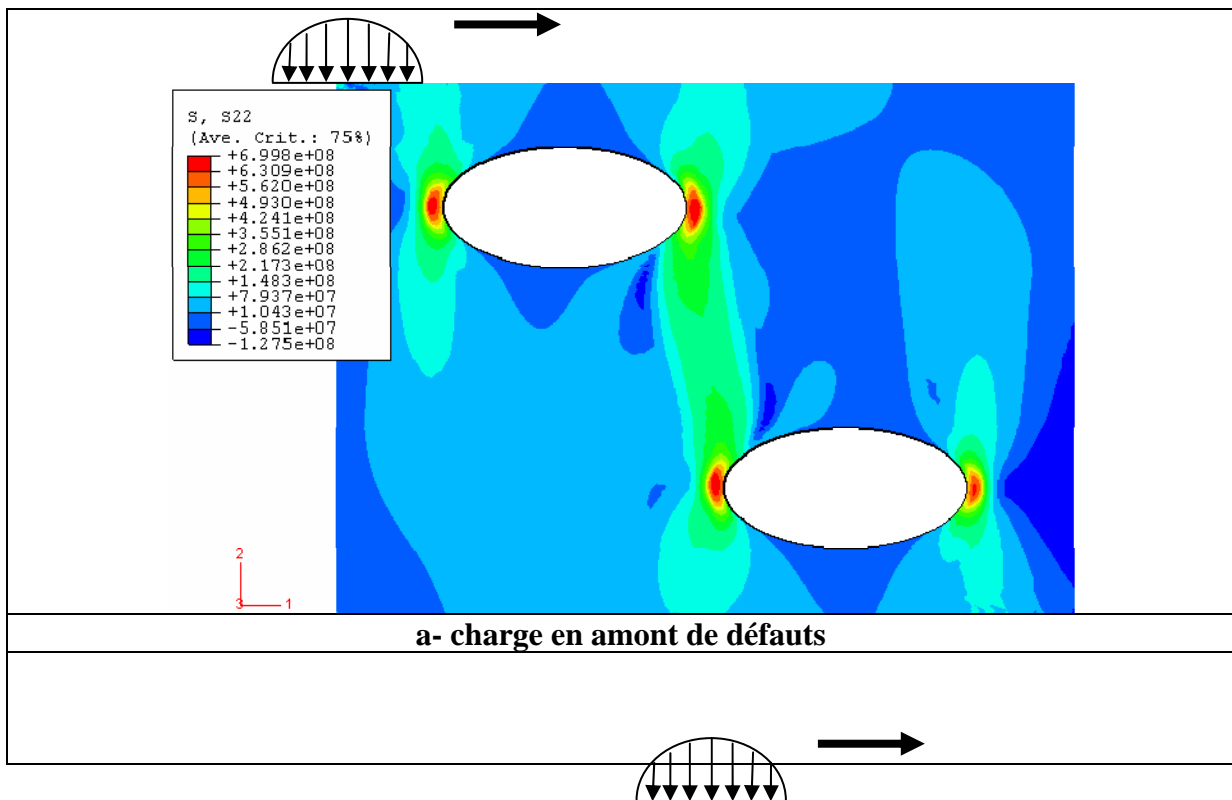 S, S22
(Ave. Crit.: 75%)
+6.998e+08
+6.309e+08
+5.620e+08
+4.930e+08
+4.241e+08
+3.551e+08
+2.862e+08
+2.173e+08
+1.483e+08
+7.937e+07
+1.043e+07
-5.851e+07
-1.275e+08
2
3 1
a- charge en amont de défauts